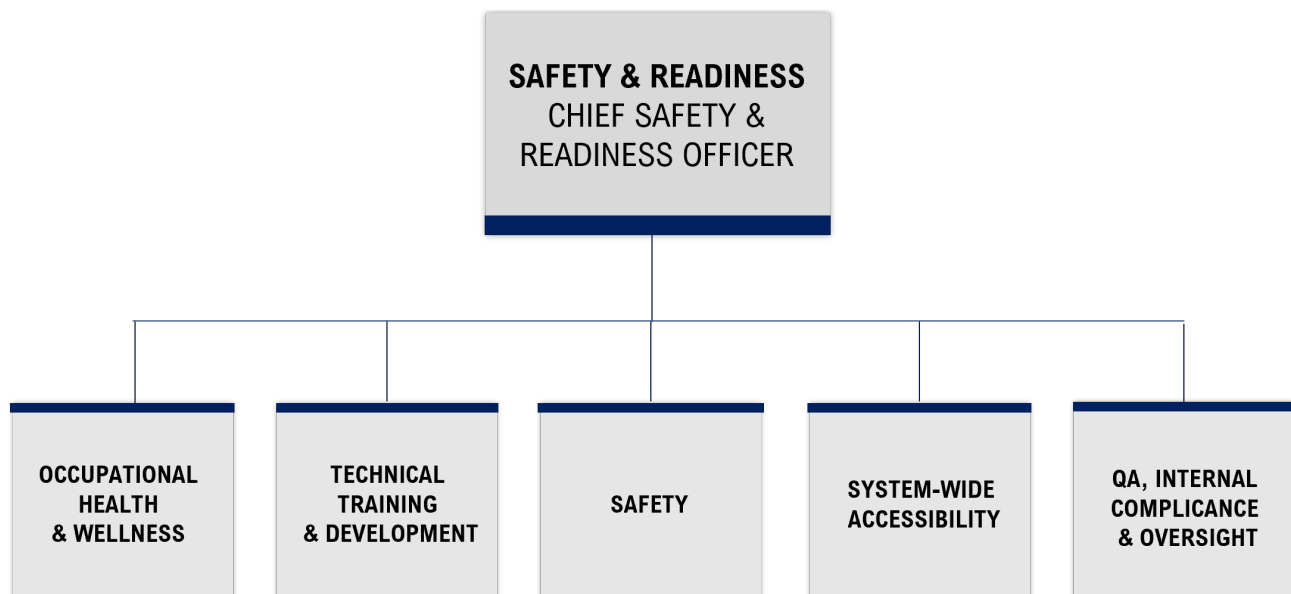 SAFETY & READINESS
CHIEF SAFETY &
READINESS OFFICER
OCCUPATIONAL
HEALTH
& WELLNESS
TECHNICAL
TRAINING
& DEVELOPMENT
SAFETY
SYSTEM-WIDE
ACCESSIBILITY
QA, INTERNAL
COMPLICANCE
& OVERSIGHT